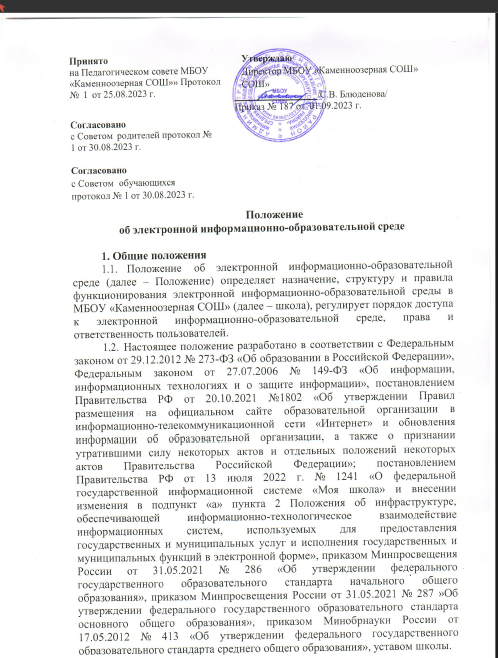 Принято
на Педагогическом совете МБОУ
«Каменноозерная СОШ»» Протокол
№ 1 от 25.08.2023 г.
Утверждаю
Директор МБОУ «Каменноозерная СОШ»
СОШ»
/С.В. Блюденова/
Приказ № 187 от 01.09.2023 г.
Согласовано
с Советом родителей протокол №
1 от 30.08.2023 г.
Согласовано
с Советом обучающихся
протокол № 1 от 30.08.2023 г.
Положение
об электронной информационно-образовательной среде
1. Общие положения
1.1. Положение об электронной информационно-образовательной
среде (далее – Положение) определяет назначение, структуру и правила
функционирования электронной информационно-образовательной среды в
МБОУ «Каменноозерная СОШ» (далее – школа), регулирует порядок доступа
к электронной информационно-образовательной среде, права и
ответственность пользователей.
1.2. Настоящее положение разработано в соответствии с Федеральным
законом от 29.12.2012 № 273-ФЗ «Об образовании в Российской Федерации»,
Федеральным законом от 27.07.2006 № 149-ФЗ «Об информации,
информационных технологиях и о защите информации», постановлением
Правительства РФ от 20.10.2021 №1802 «Об утверждении Правил
размещения на официальном сайте образовательной организации в
информационно-телекоммуникационной сети «Интернет» и обновления
информации об образовательной организации, а также о признании
утратившими силу некоторых актов и отдельных положений некоторых
актов Правительства Российской Федерации»; постановлением
Правительства РФ от 13 июля 2022 г. № 1241 «О федеральной
государственной информационной системе «Моя школа» и внесении
изменения в подпункт «а» пункта 2 Положения об инфраструктуре,
обеспечивающей информационно-технологическое взаимодействие
информационных систем, используемых для предоставления
государственных и муниципальных услуг и исполнения государственных и
муниципальных функций в электронной форме», приказом Минпросвещения
России от 31.05.2021 № 286 «Об утверждении федерального
государственного образовательного стандарта начального общего
образования», приказом Минпросвещения России от 31.05.2021 № 287 »Об
утверждении федерального государственного образовательного стандарта
основного общего образования», приказом Минобрнауки России от
17.05.2012 № 413 «Об утверждении федерального государственного
образовательного стандарта среднего общего образования», уставом школы.